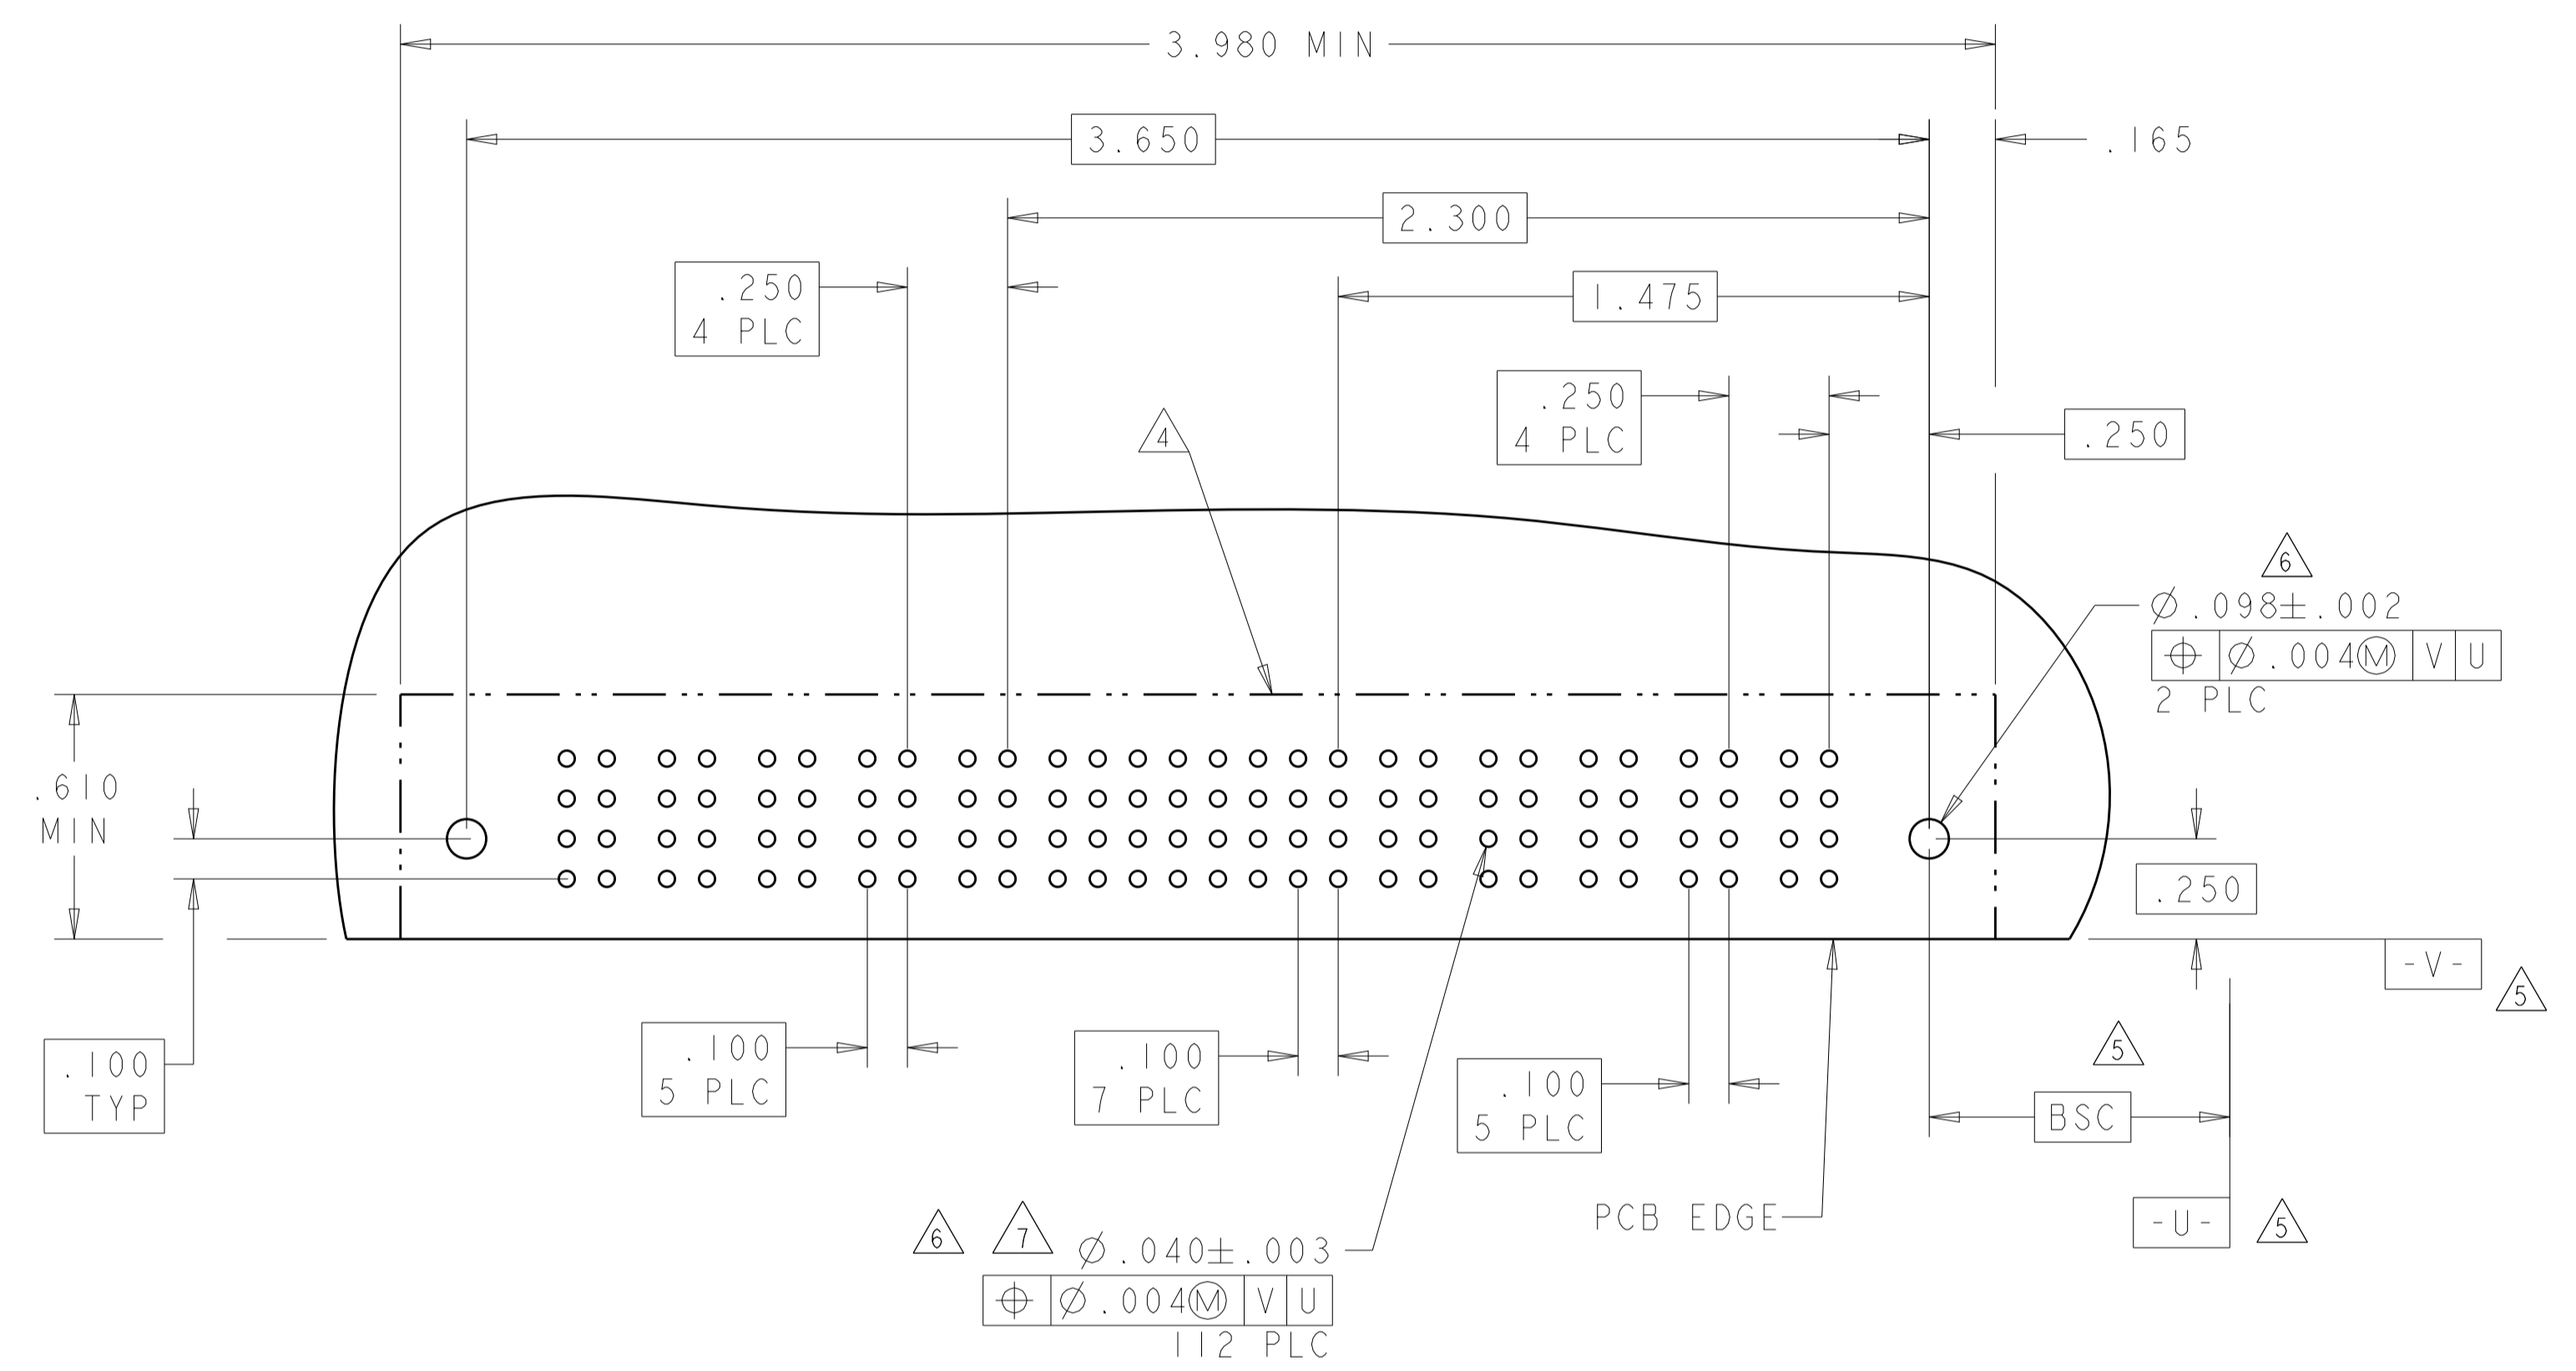 3.980 MIN
3.650
.165
2.300
.250
4 PLC
1.475
.250
4 PLC
4
.250
6
Ø.098±.002
⌖ Ø.004Ⓜ V U
2 PLC
.610
MIN
.250
-V-
5
.100
TYP
.100
5 PLC
.100
7 PLC
.100
5 PLC
5
BSC
PCB EDGE
-U-
5
6 7
Ø.040±.003
⌖ Ø.004Ⓜ V U
112 PLC